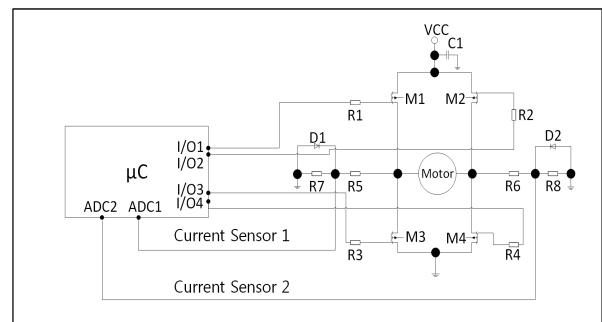 VCC
C1
M1
M2
R1
R2
D1
D2
I/O1
I/O2
μC
R7
R5
Motor
R6
R8
I/O3
I/O4
ADC2
ADC1
Current Sensor 1
M3
M4
R3
R4
Current Sensor 2